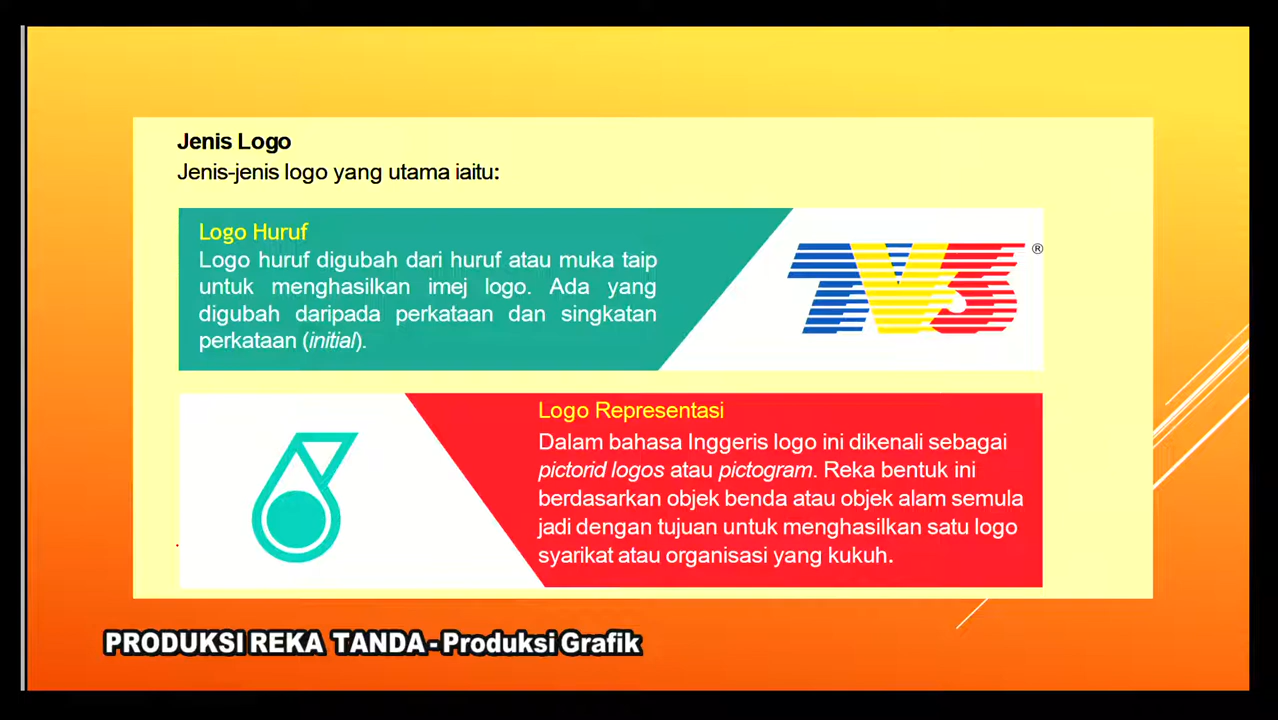 Jenis Logo
Jenis-jenis logo yang utama iaitu:
Logo Huruf
Logo huruf digubah dari huruf atau muka taip
untuk menghasilkan imej logo. Ada yang
digubah daripada perkataan dan singkatan
perkataan (initial).
TV3 ®
Logo Representasi
Dalam bahasa Inggeris logo ini dikenali sebagai
pictorid logos atau pictogram. Reka bentuk ini
berdasarkan objek benda atau objek alam semula
jadi dengan tujuan untuk menghasilkan satu logo
syarikat atau organisasi yang kukuh.
PRODUKSI REKA TANDA - Produksi Grafik